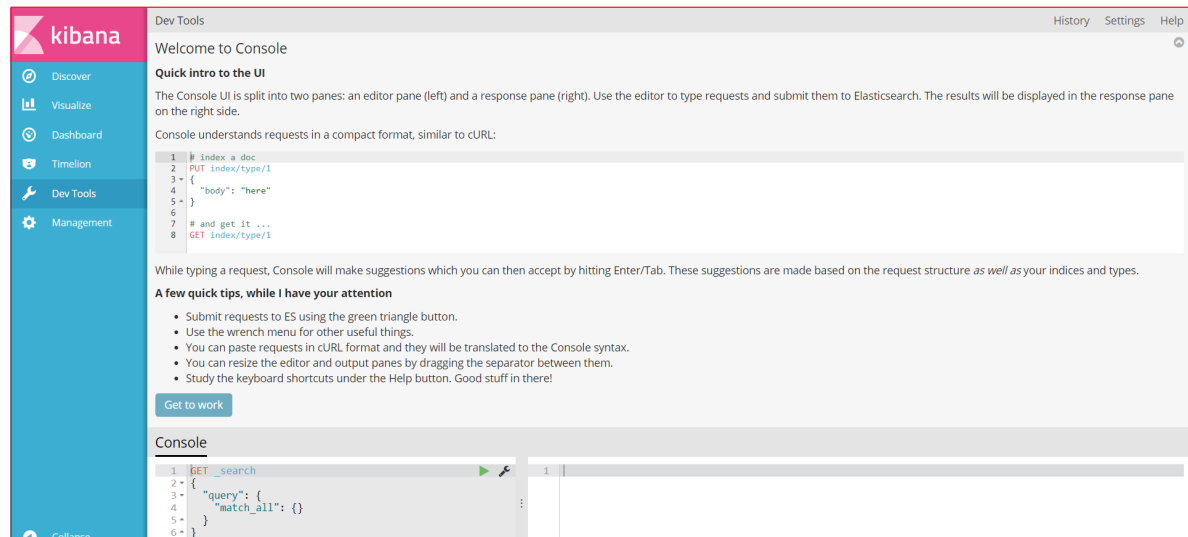 kibana
Discover
Visualize
Dashboard
Timelion
Dev Tools
Management
Collapse
Dev Tools
History Settings Help
Welcome to Console
Quick intro to the UI
The Console UI is split into two panes: an editor pane (left) and a response pane (right). Use the editor to type requests and submit them to Elasticsearch. The results will be displayed in the response pane
on the right side.
Console understands requests in a compact format, similar to cURL:
1 # index a doc
2 PUT index/type/1
3 {
4 "body": "here"
5 }
6
7 # and get it ...
8 GET index/type/1
While typing a request, Console will make suggestions which you can then accept by hitting Enter/Tab. These suggestions are made based on the request structure as well as your indices and types.
A few quick tips, while I have your attention
• Submit requests to ES using the green triangle button.
• Use the wrench menu for other useful things.
• You can paste requests in cURL format and they will be translated to the Console syntax.
• You can resize the editor and output panes by dragging the separator between them.
• Study the keyboard shortcuts under the Help button. Good stuff in there!
Get to work
Console
1 GET _search
2 {
3 "query": {
4 "match_all": {}
5 }
6 }
1